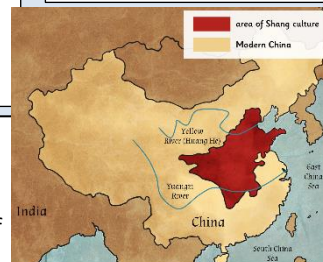 area of Shang culture
Modern China
Yellow
River (Huang He)
East
China
Sea
Yangan
River
India
China
South China
Sea